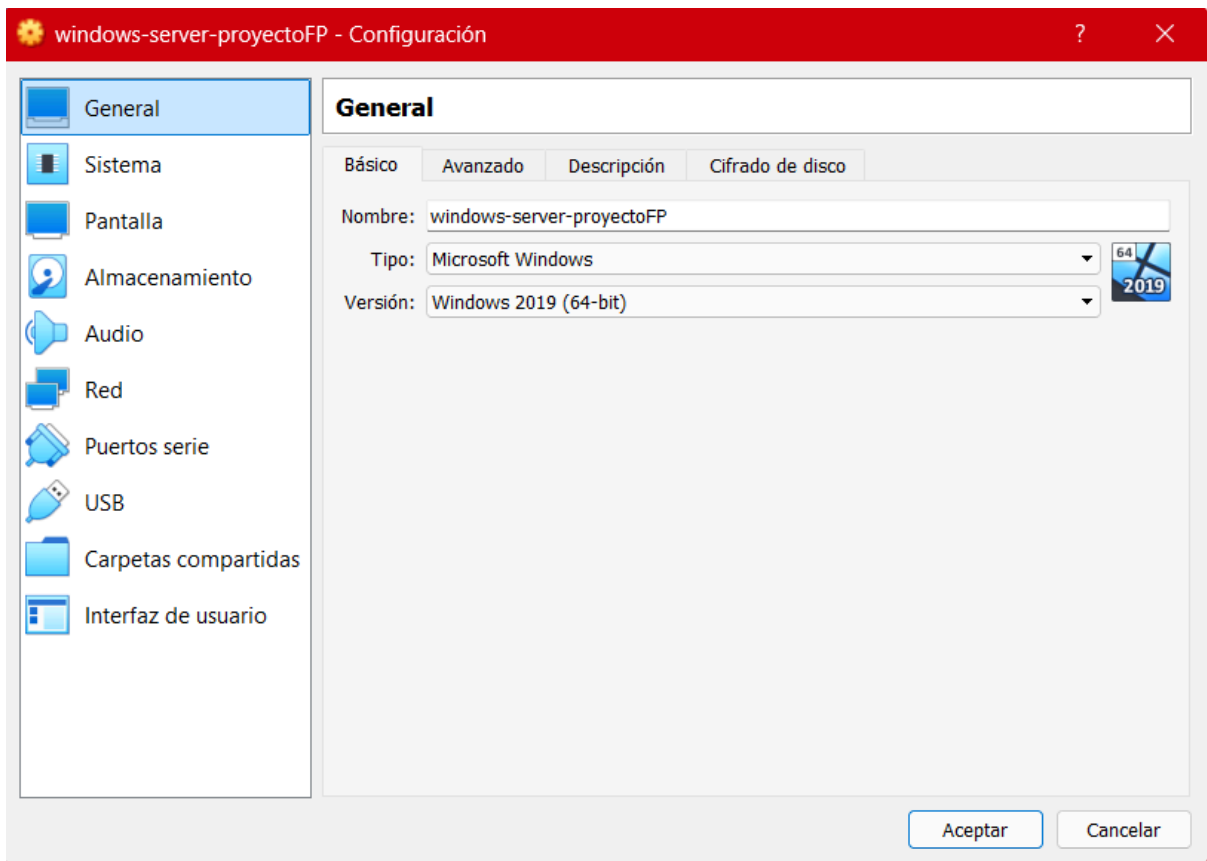 windows-server-proyectoFP - Configuración
?
General
Sistema
Pantalla
Almacenamiento
Audio
Red
Puertos serie
USB
Carpetas compartidas
Interfaz de usuario
General
Básico Avanzado Descripción Cifrado de disco
Nombre: windows-server-proyectoFP
Tipo: Microsoft Windows
Versión: Windows 2019 (64-bit)
64
2019
Aceptar Cancelar